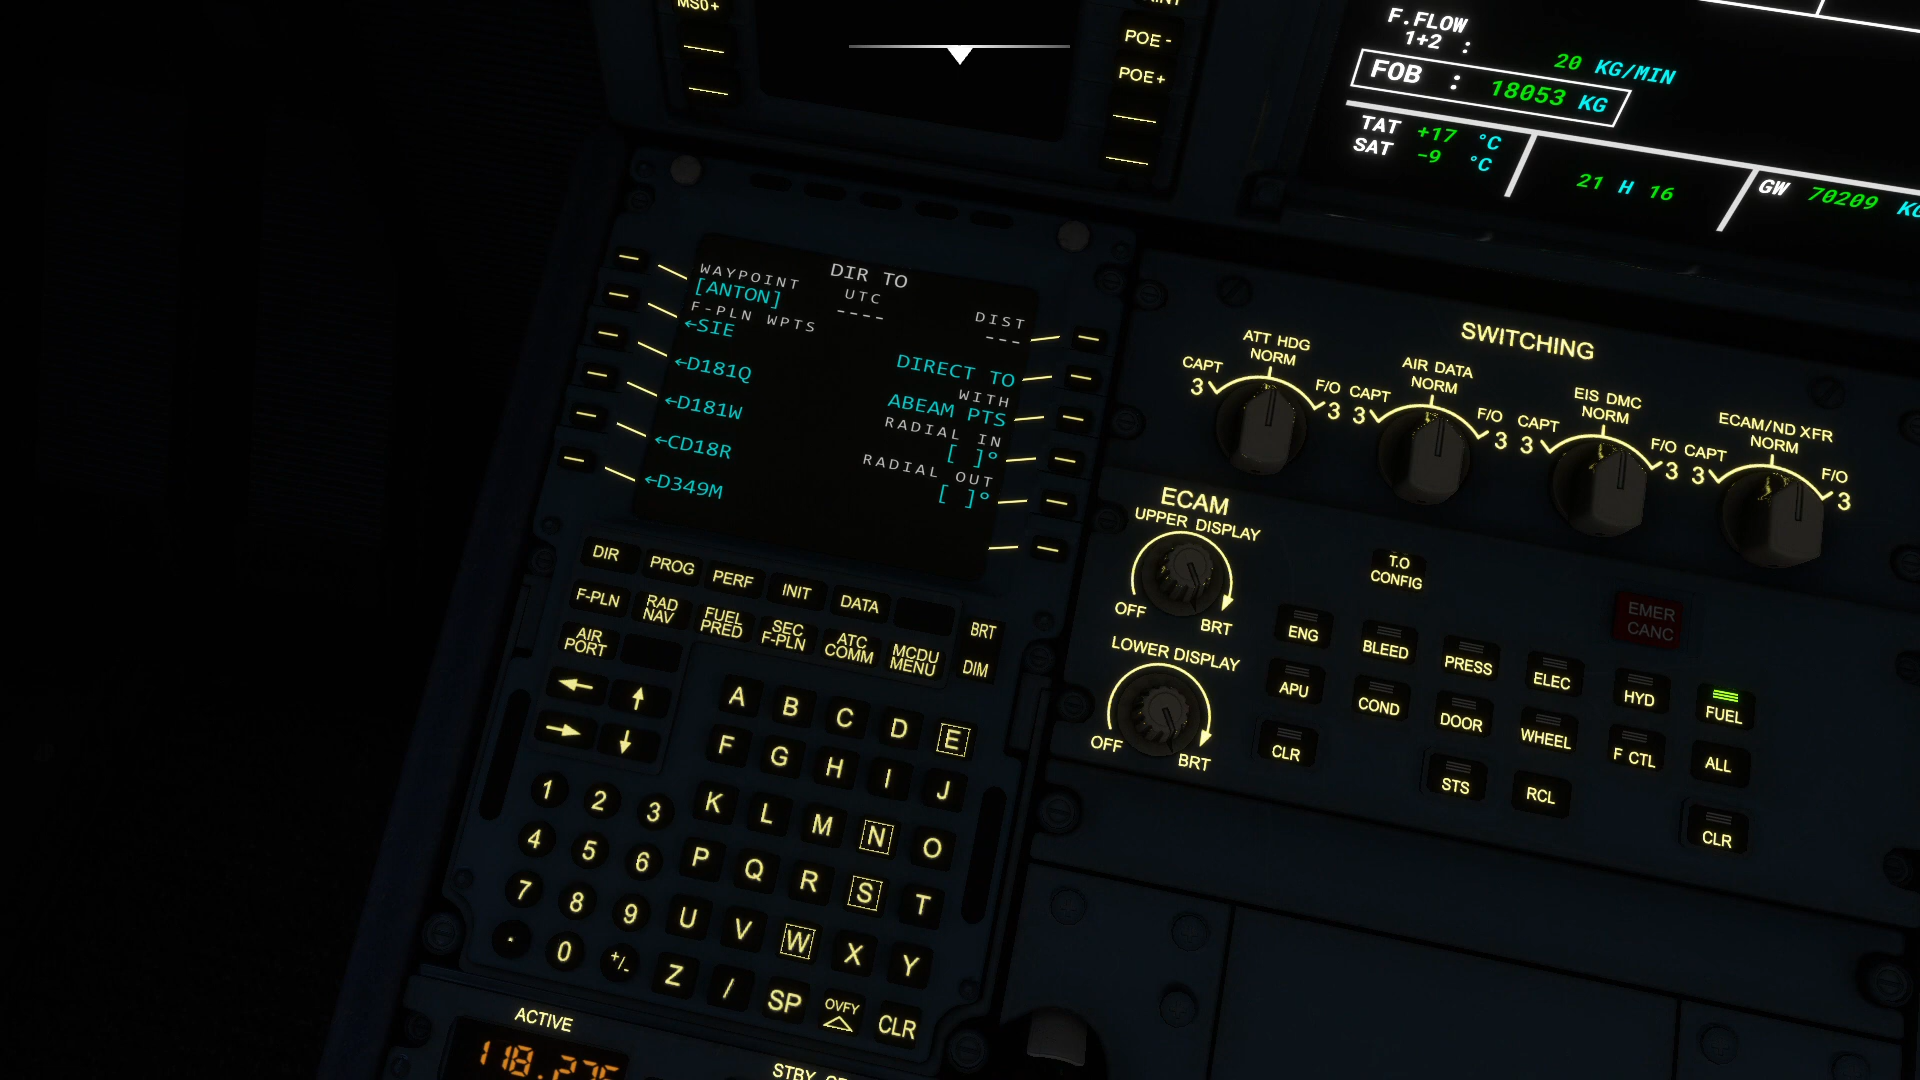 MS0+
POE -
POE+
F.FLOW
1+2 :
20 KG/MIN
FOB : 18053 KG
TAT +17 °C
SAT -9 °C
21 H 16
GW 70209
DIR TO
WAYPOINT
UTC
DIST
[ANTON]
----
---
F-PLN WPTS
←SIE
DIRECT TO
←D181Q
WITH
ABEAM PTS
←D181W
RADIAL IN
[ ]°
←CD18R
RADIAL OUT
[ ]°
←D349M
DIR PROG PERF INIT DATA
BRT
F-PLN RAD NAV FUEL PRED SEC F-PLN ATC COMM MCDU MENU
DIM
AIR PORT
← ↑
→ ↓
A B C D E
F G H I J
K L M N O
P Q R S T
U V W X Y
Z / SP OVFY CLR
1 2 3
4 5 6
7 8 9
. 0 +/-
ACTIVE
SWITCHING
ATT HDG
NORM
CAPT 3
F/O 3
AIR DATA
NORM
CAPT 3
F/O 3
EIS DMC
NORM
CAPT 3
F/O 3
ECAM/ND XFR
NORM
CAPT 3
F/O 3
ECAM
UPPER DISPLAY
OFF BRT
LOWER DISPLAY
OFF BRT
T.O
CONFIG
EMER
CANC
ENG BLEED PRESS ELEC HYD FUEL
APU COND DOOR WHEEL F CTL ALL
CLR STS RCL CLR